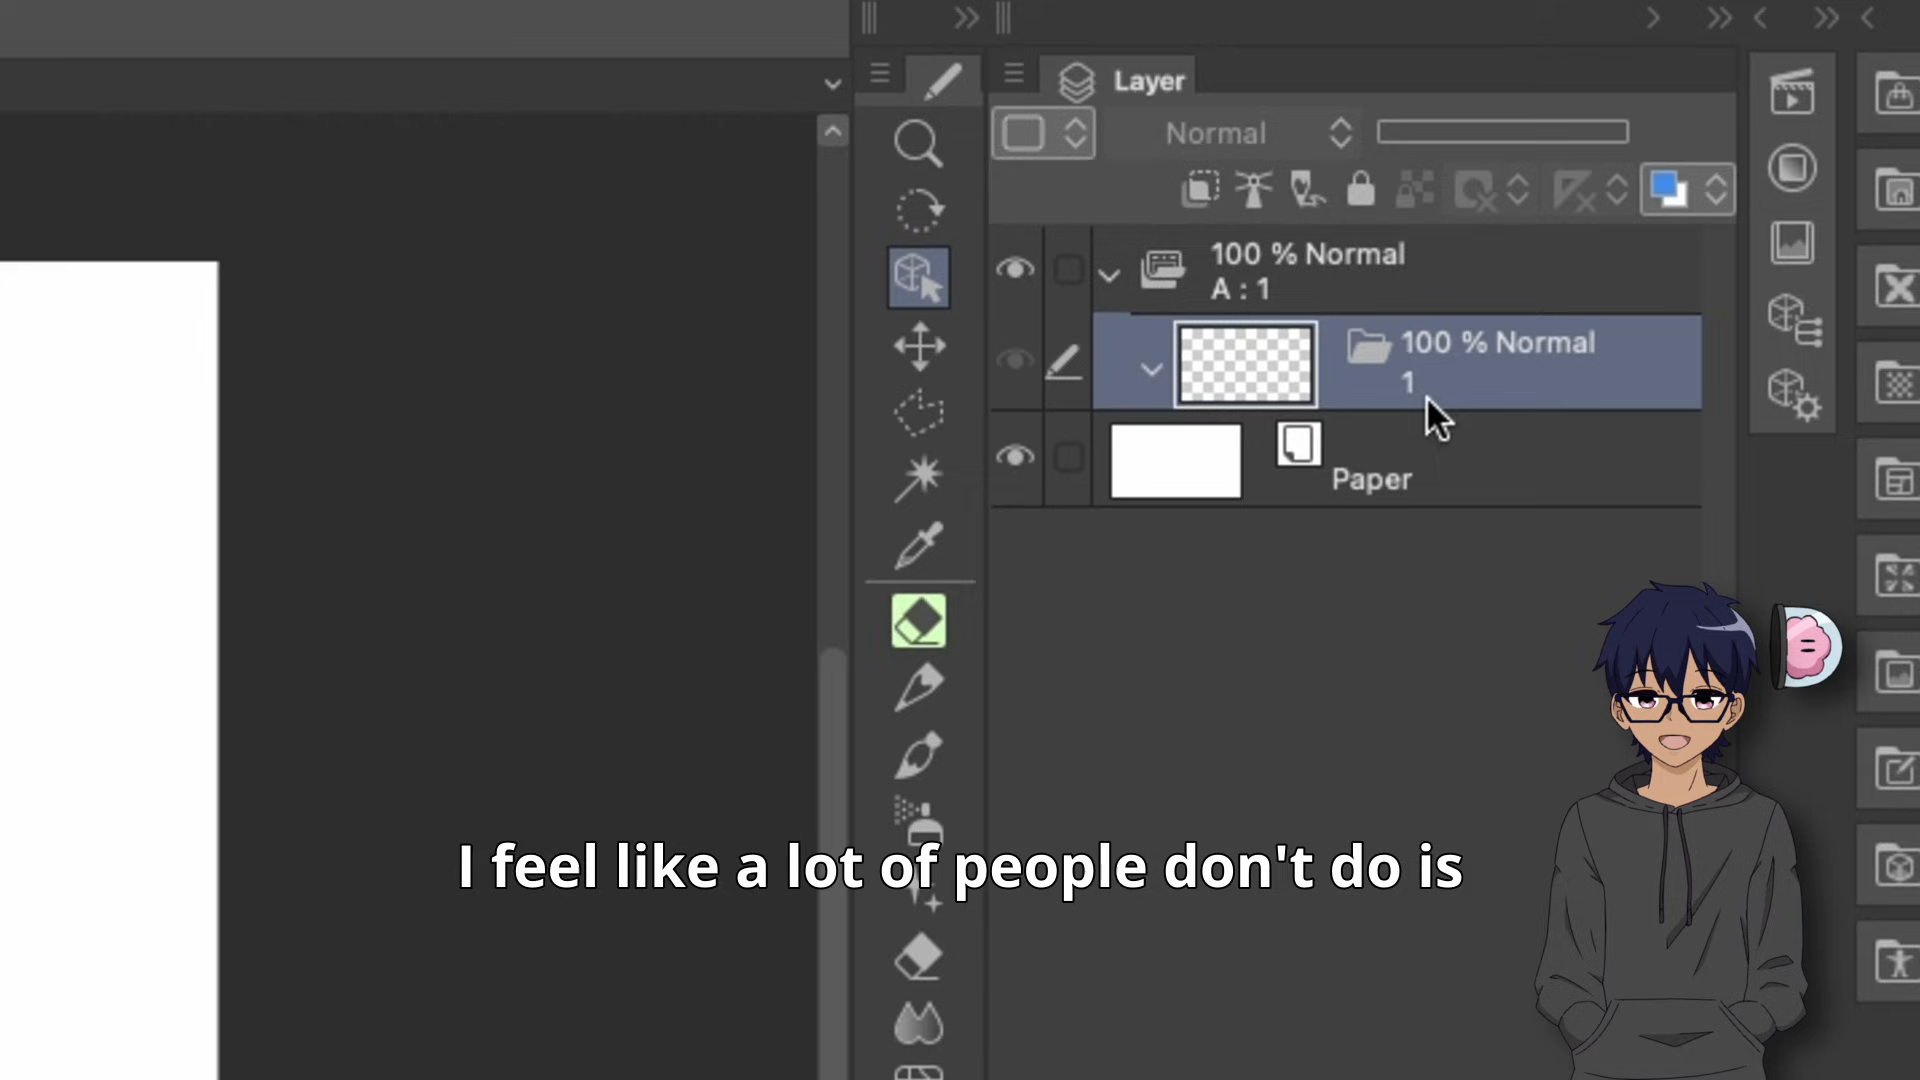 Layer
Normal
100 % Normal
A : 1
100 % Normal
1
Paper
I feel like a lot of people don't do is